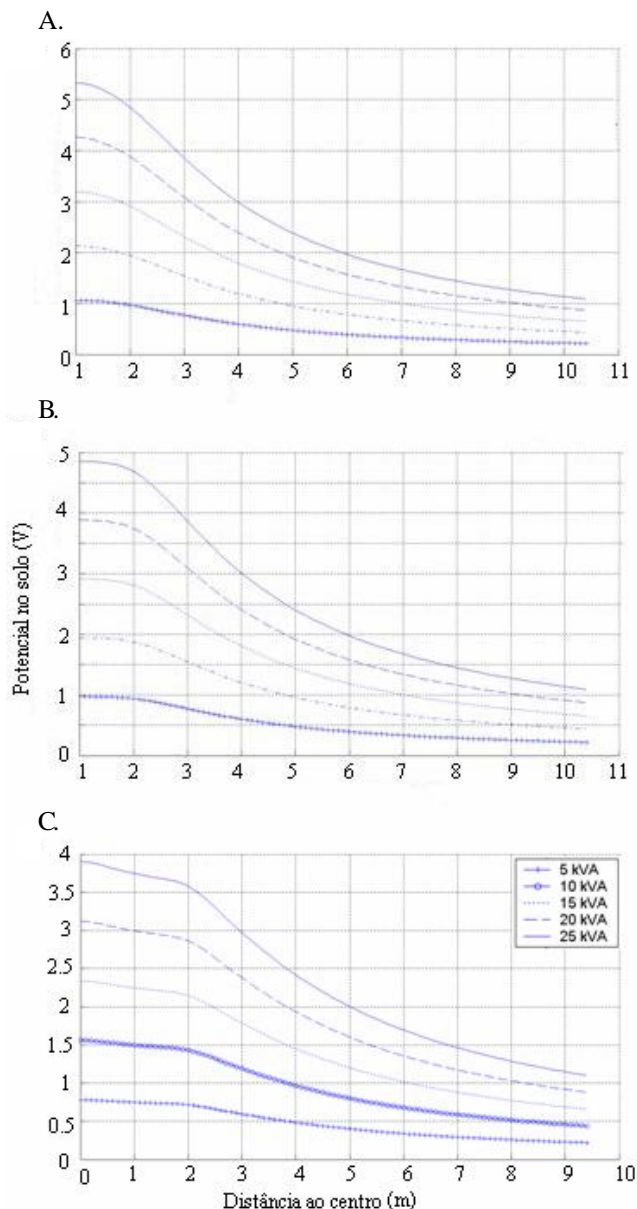 A.
6
5
4
3
2
1
0
1 2 3 4 5 6 7 8 9 10 11
B.
Potencial no solo (V)
5
4
3
2
1
0
1 2 3 4 5 6 7 8 9 10 11
C.
4
3.5
3
2.5
2
1.5
1
0.5
0
5 kVA
10 kVA
15 kVA
20 kVA
25 kVA
0 1 2 3 4 5 6 7 8 9 10
Distância ao centro (m)